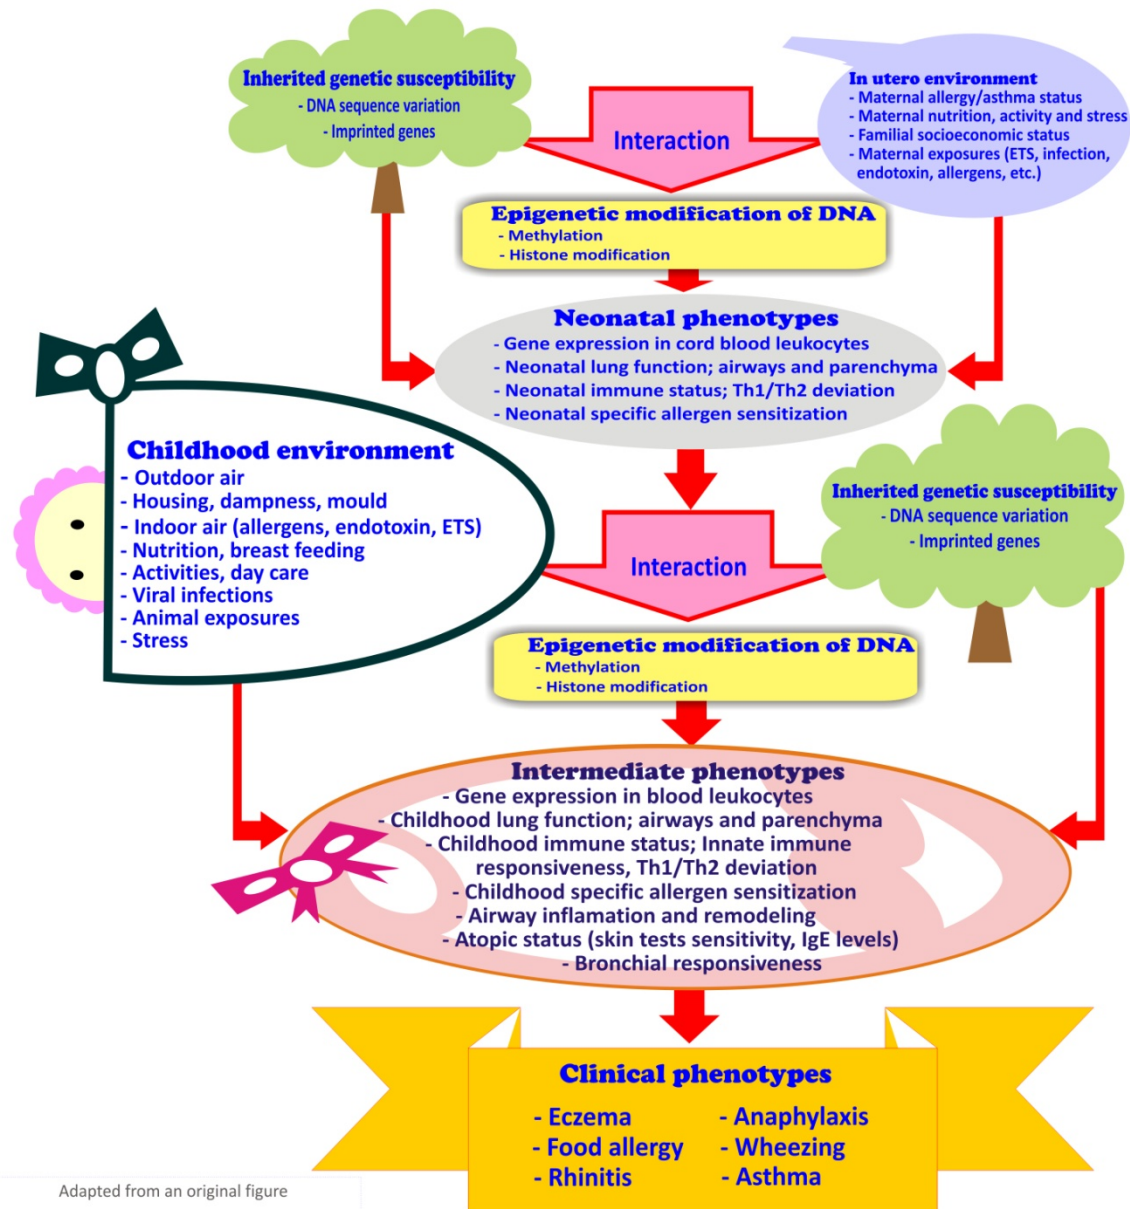 Inherited genetic susceptibility
- DNA sequence variation
- Imprinted genes
Interaction
In utero environment
- Maternal allergy/asthma status
- Maternal nutrition, activity and stress
- Familial socioeconomic status
- Maternal exposures (ETS, infection,
endotoxin, allergens, etc.)
Epigenetic modification of DNA
- Methylation
- Histone modification
Neonatal phenotypes
- Gene expression in cord blood leukocytes
- Neonatal lung function; airways and parenchyma
- Neonatal immune status; Th1/Th2 deviation
- Neonatal specific allergen sensitization
Childhood environment
- Outdoor air
- Housing, dampness, mould
- Indoor air (allergens, endotoxin, ETS)
- Nutrition, breast feeding
- Activities, day care
- Viral infections
- Animal exposures
- Stress
Interaction
Inherited genetic susceptibility
- DNA sequence variation
- Imprinted genes
Epigenetic modification of DNA
- Methylation
- Histone modification
Intermediate phenotypes
- Gene expression in blood leukocytes
- Childhood lung function; airways and parenchyma
- Childhood immune status; Innate immune
responsiveness, Th1/Th2 deviation
- Childhood specific allergen sensitization
- Airway inflamation and remodeling
- Atopic status (skin tests sensitivity, IgE levels)
- Bronchial responsiveness
Clinical phenotypes
- Eczema
- Food allergy
- Rhinitis
- Anaphylaxis
- Wheezing
- Asthma
Adapted from an original figure